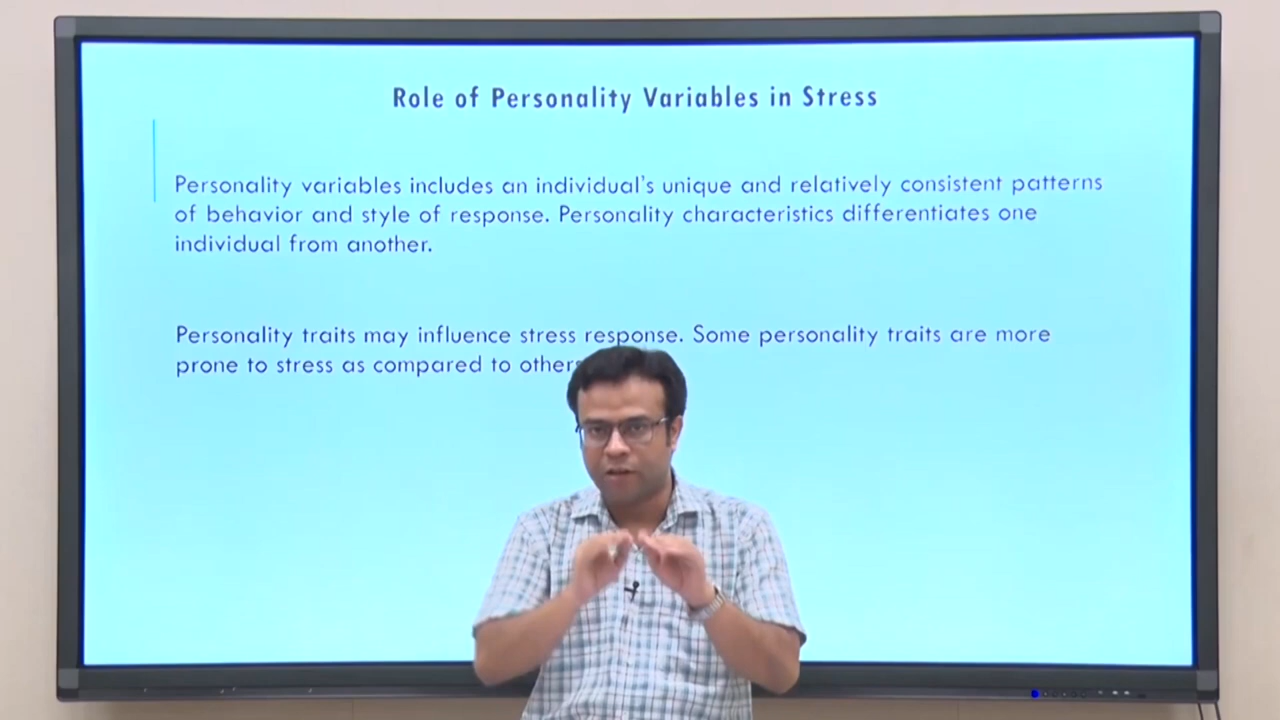 Role of Personality Variables in Stress
Personality variables includes an individual's unique and relatively consistent patterns
of behavior and style of response. Personality characteristics differentiates one
individual from another.
Personality traits may influence stress response. Some personality traits are more
prone to stress as compared to other